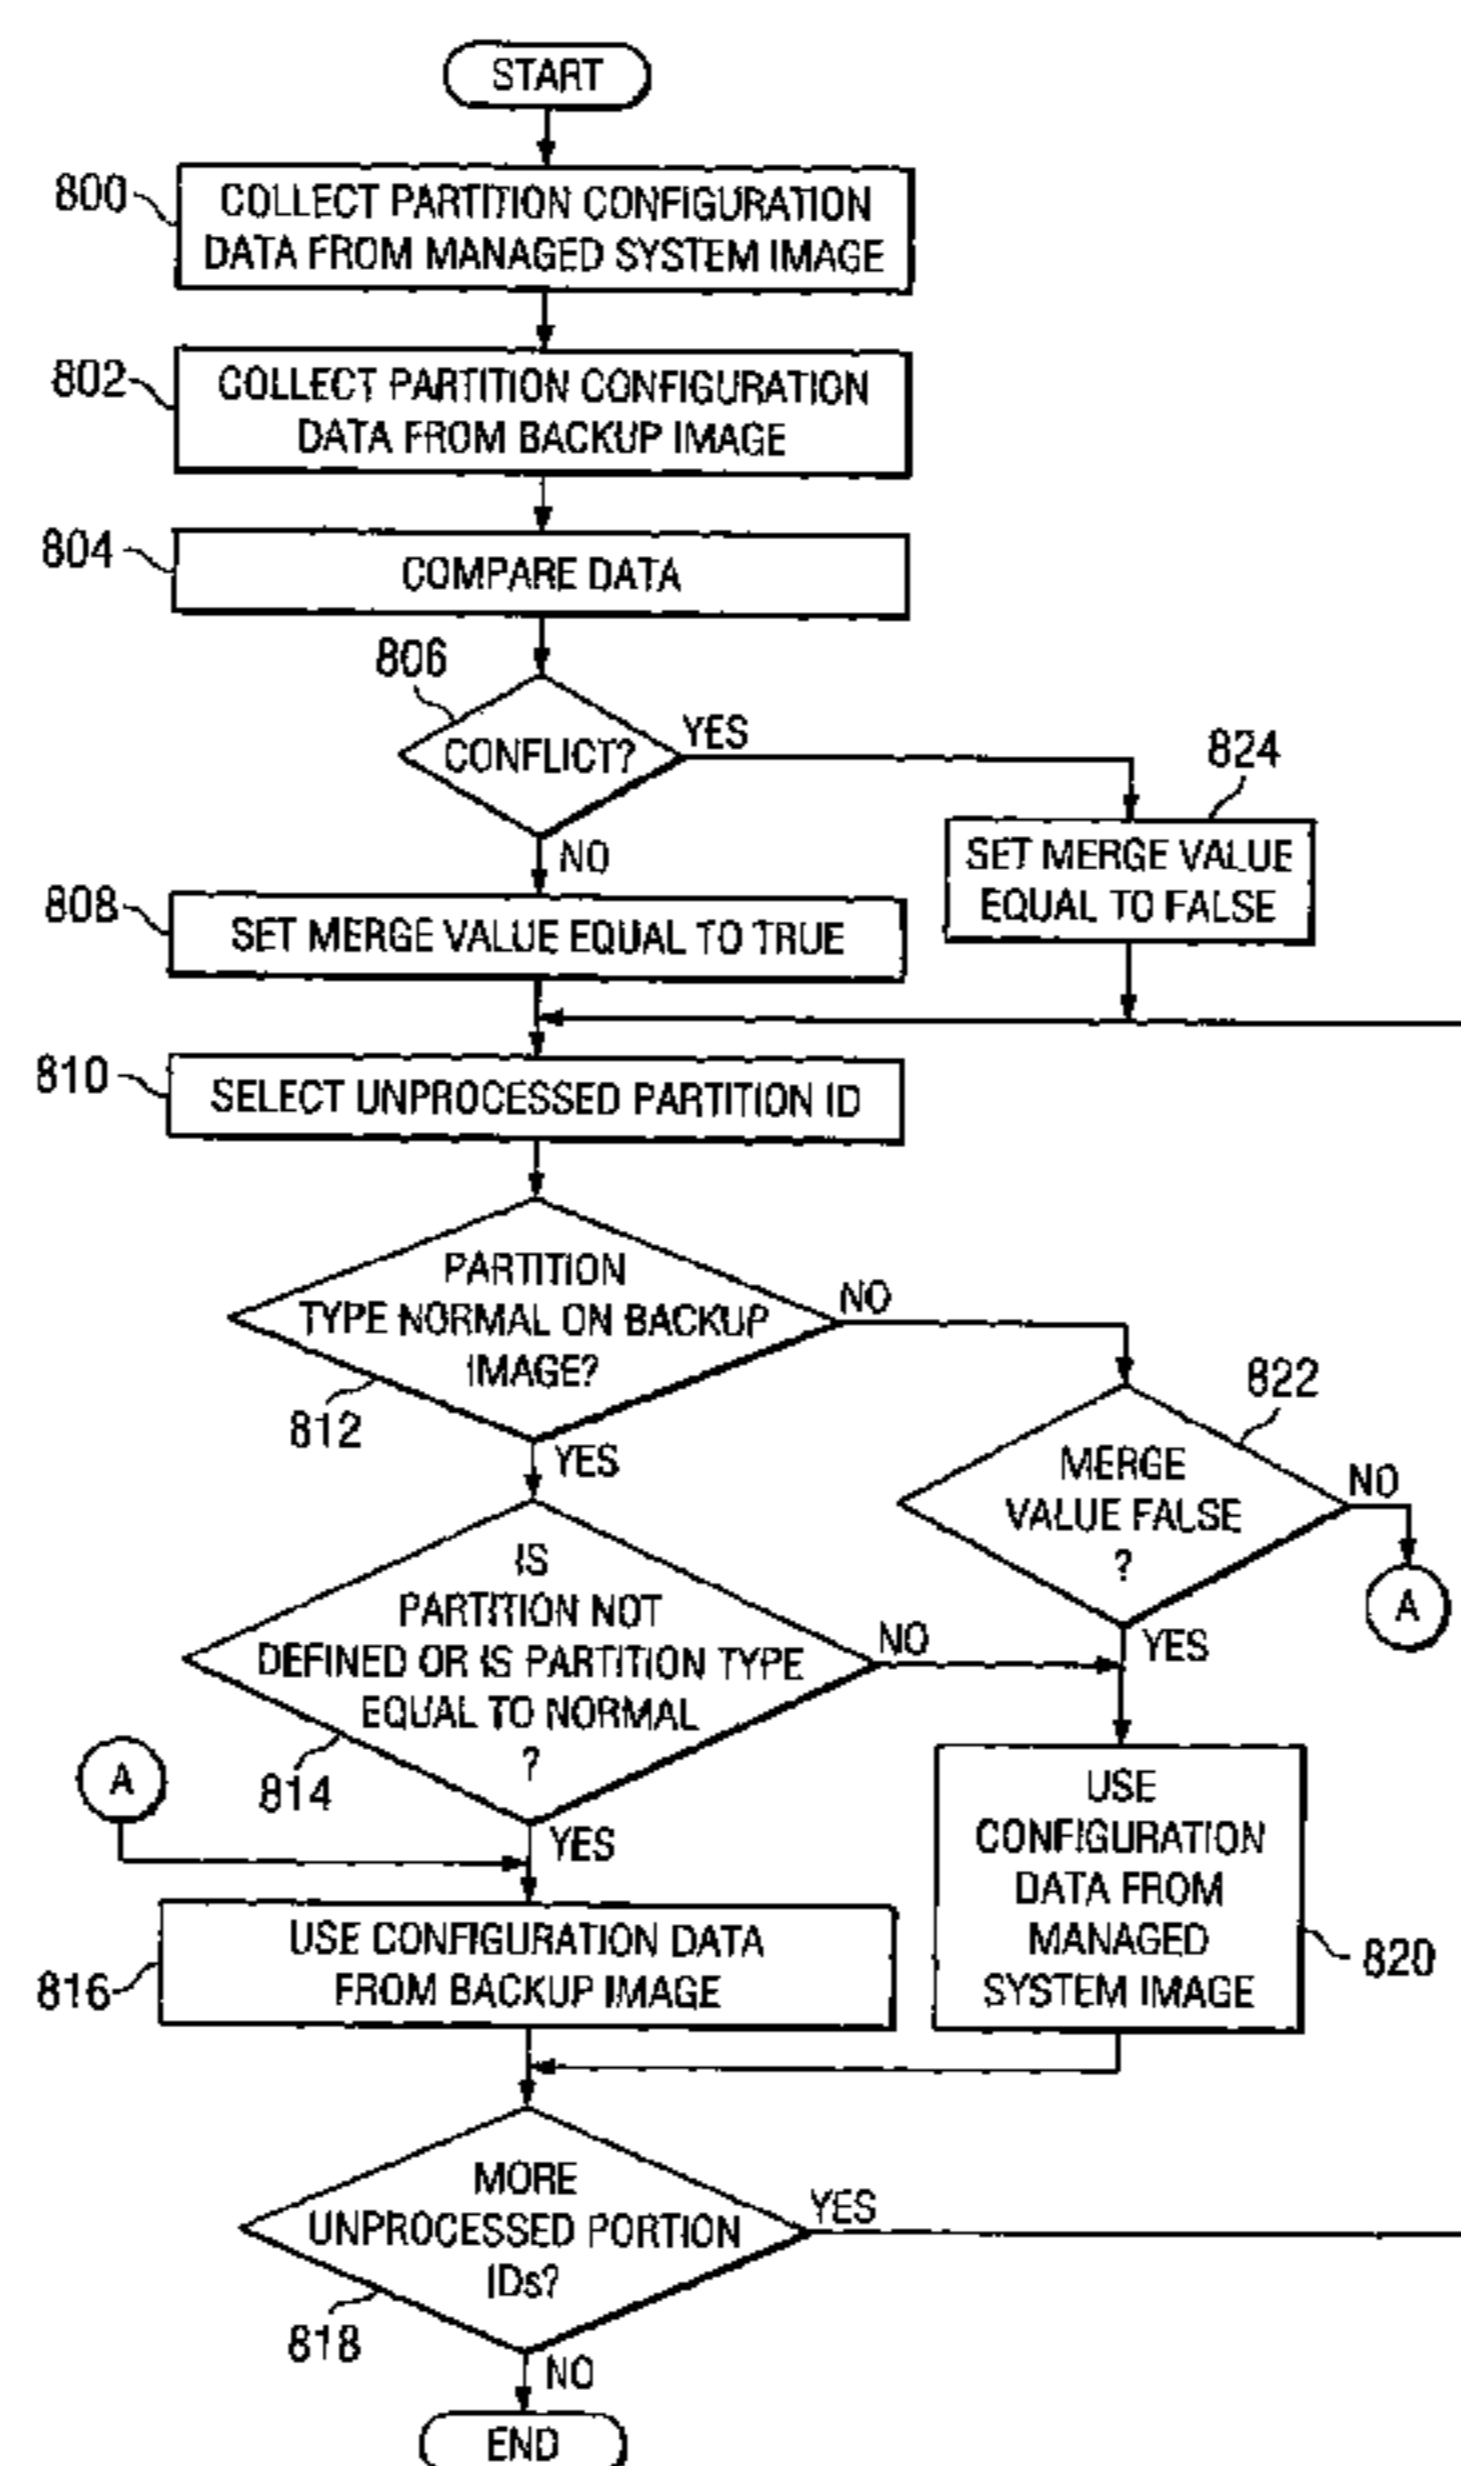 START
800
COLLECT PARTITION CONFIGURATION
DATA FROM MANAGED SYSTEM IMAGE
802
COLLECT PARTITION CONFIGURATION
DATA FROM BACKUP IMAGE
804
COMPARE DATA
806
CONFLICT?
YES
824
SET MERGE VALUE
EQUAL TO FALSE
NO
808
SET MERGE VALUE EQUAL TO TRUE
810
SELECT UNPROCESSED PARTITION ID
PARTITION
TYPE NORMAL ON BACKUP
IMAGE?
NO
812
YES
822
MERGE
VALUE FALSE
?
NO
A
YES
IS
PARTITION NOT
DEFINED OR IS PARTITION TYPE
EQUAL TO NORMAL
?
NO
814
A
YES
USE
CONFIGURATION
DATA FROM
MANAGED
SYSTEM IMAGE
820
816
USE CONFIGURATION DATA
FROM BACKUP IMAGE
MORE
UNPROCESSED PORTION
IDs?
YES
818
NO
END